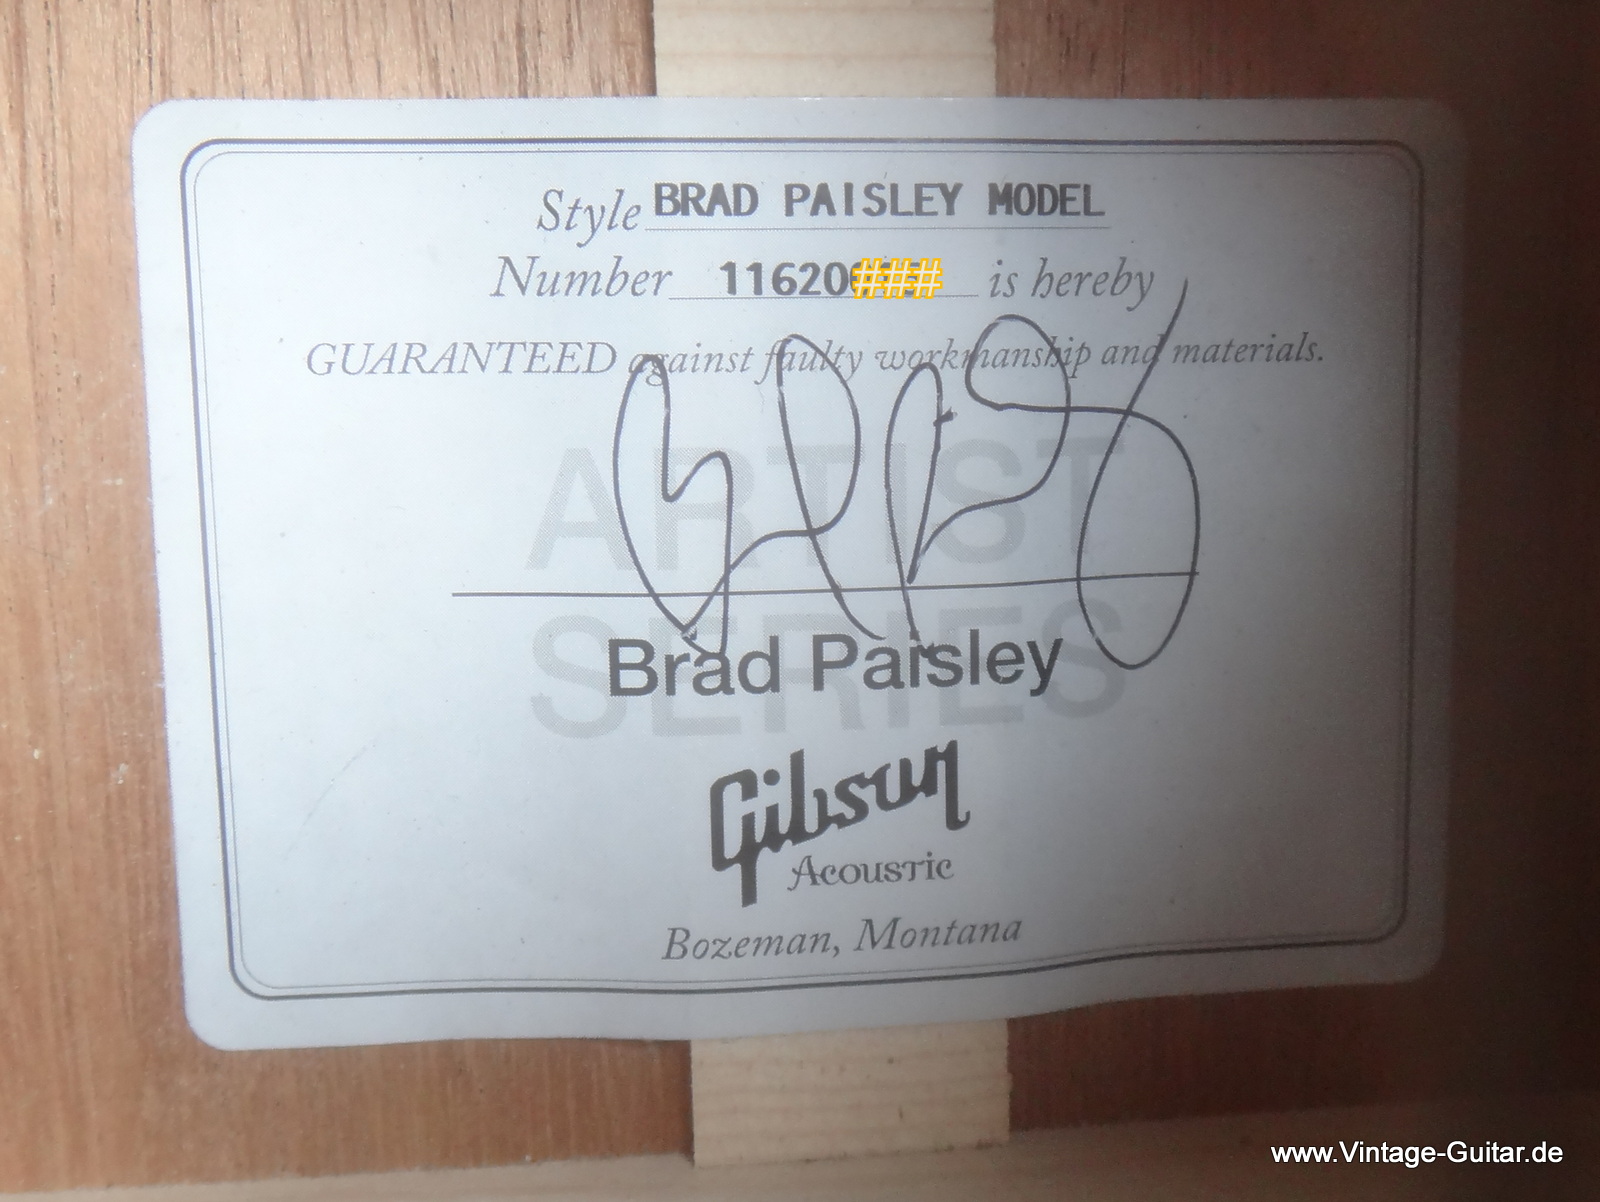 Style BRAD PAISLEY MODEL
Number 11620### is hereby
GUARANTEED against faulty workmanship and materials.
ARTIST
SERIES
Brad Paisley
Gibson
Acoustic
Bozeman, Montana
www.Vintage-Guitar.de